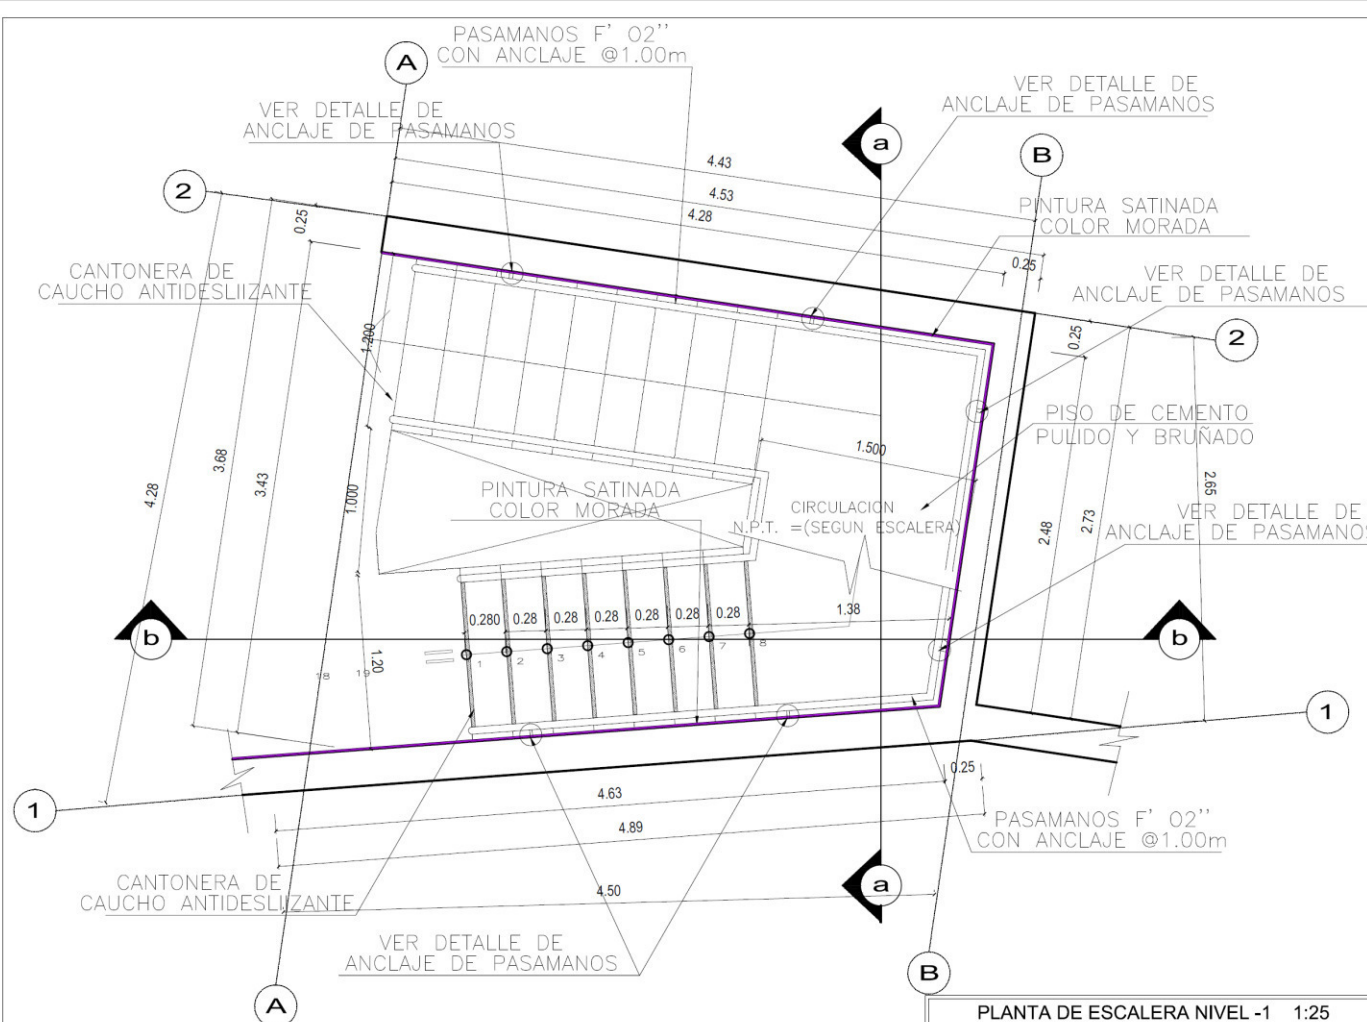 PASAMANOS F' O2''
CON ANCLAJE @1.00m
A
VER DETALLE DE
ANCLAJE DE PASAMANOS
VER DETALLE DE
ANCLAJE DE PASAMANOS
a
B
4.43
4.53
4.28
2
0.25
PINTURA SATINADA
COLOR MORADA
0.25
CANTONERA DE
CAUCHO ANTIDESLIIZANTE
VER DETALLE DE
ANCLAJE DE PASAMANOS
1.200
0.25
2
PISO DE CEMENTO
PULIDO Y BRUÑADO
1.500
3.68
3.43
4.28
1.000
PINTURA SATINADA
COLOR MORADA
CIRCULACION
N.P.T. =(SEGUN ESCALERA)
2.48
2.73
2.65
VER DETALLE DE
ANCLAJE DE PASAMANOS
0.280 0.28 0.28 0.28 0.28 0.28 0.28
1.38
b
b
1 2 3 4 5 6 7 8
1.20
18 19
1
1
0.25
4.63
4.89
PASAMANOS F' O2''
CON ANCLAJE @1.00m
CANTONERA DE
CAUCHO ANTIDESLIIZANTE
4.50
a
VER DETALLE DE
ANCLAJE DE PASAMANOS
A
B
PLANTA DE ESCALERA NIVEL -1 1:25